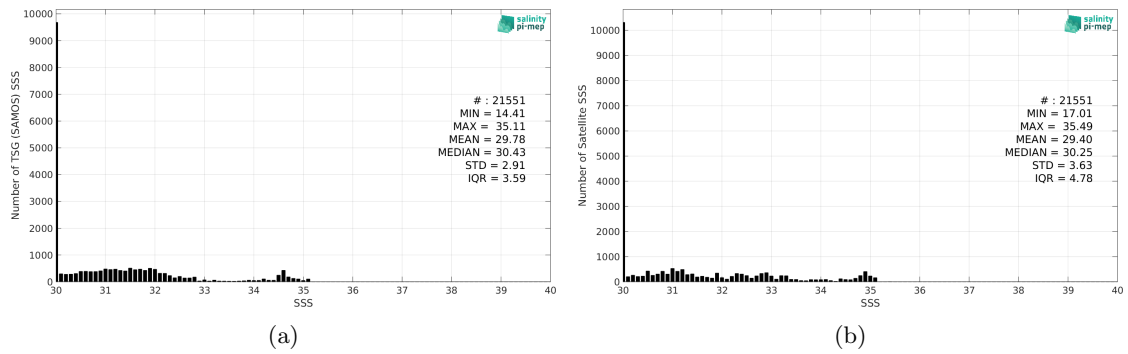 10000
9000
8000
7000
6000
5000
4000
3000
2000
1000
0
Number of TSG (SAMOS) SSS
salinity
pi-mep
# : 21551
MIN = 14.41
MAX = 35.11
MEAN = 29.78
MEDIAN = 30.43
STD = 2.91
IQR = 3.59
30 31 32 33 34 35 36 37 38 39 40
SSS
(a)
10000
9000
8000
7000
6000
5000
4000
3000
2000
1000
0
Number of Satellite SSS
salinity
pi-mep
# : 21551
MIN = 17.01
MAX = 35.49
MEAN = 29.40
MEDIAN = 30.25
STD = 3.63
IQR = 4.78
30 31 32 33 34 35 36 37 38 39 40
SSS
(b)